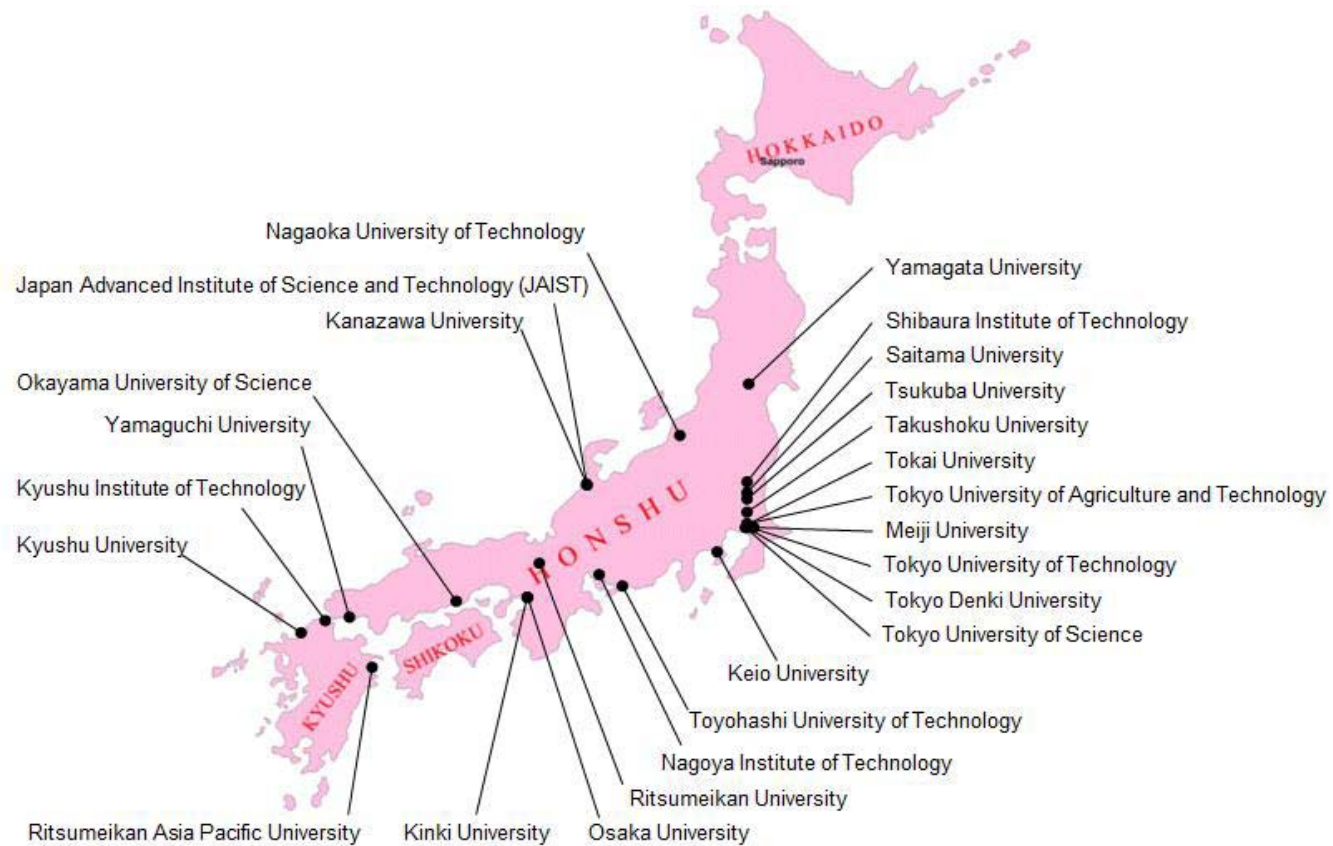 HOKKAIDO
Sapporo
Nagaoka University of Technology
Yamagata University
Japan Advanced Institute of Science and Technology (JAIST)
Kanazawa University
Shibaura Institute of Technology
Saitama University
Okayama University of Science
Tsukuba University
Yamaguchi University
Takushoku University
Tokai University
Kyushu Institute of Technology
Tokyo University of Agriculture and Technology
HONSHU
Meiji University
Kyushu University
Tokyo University of Technology
Tokyo Denki University
Tokyo University of Science
SHIKOKU
KYUSHU
Keio University
Toyohashi University of Technology
Nagoya Institute of Technology
Ritsumeikan University
Ritsumeikan Asia Pacific University
Kinki University
Osaka University